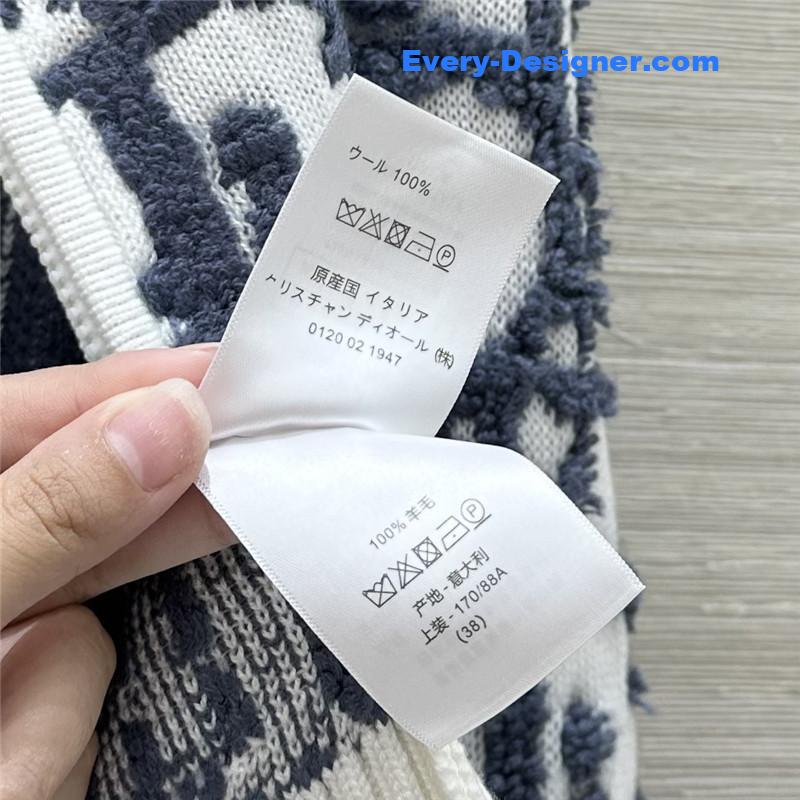 Every-Designer.com
ウール 100%
P
原産国 イタリア
クリスチャン ディオール (株)
0120 02 1947
100% 羊毛
P
产地 - 意大利
上装 - 170/88A
(38)